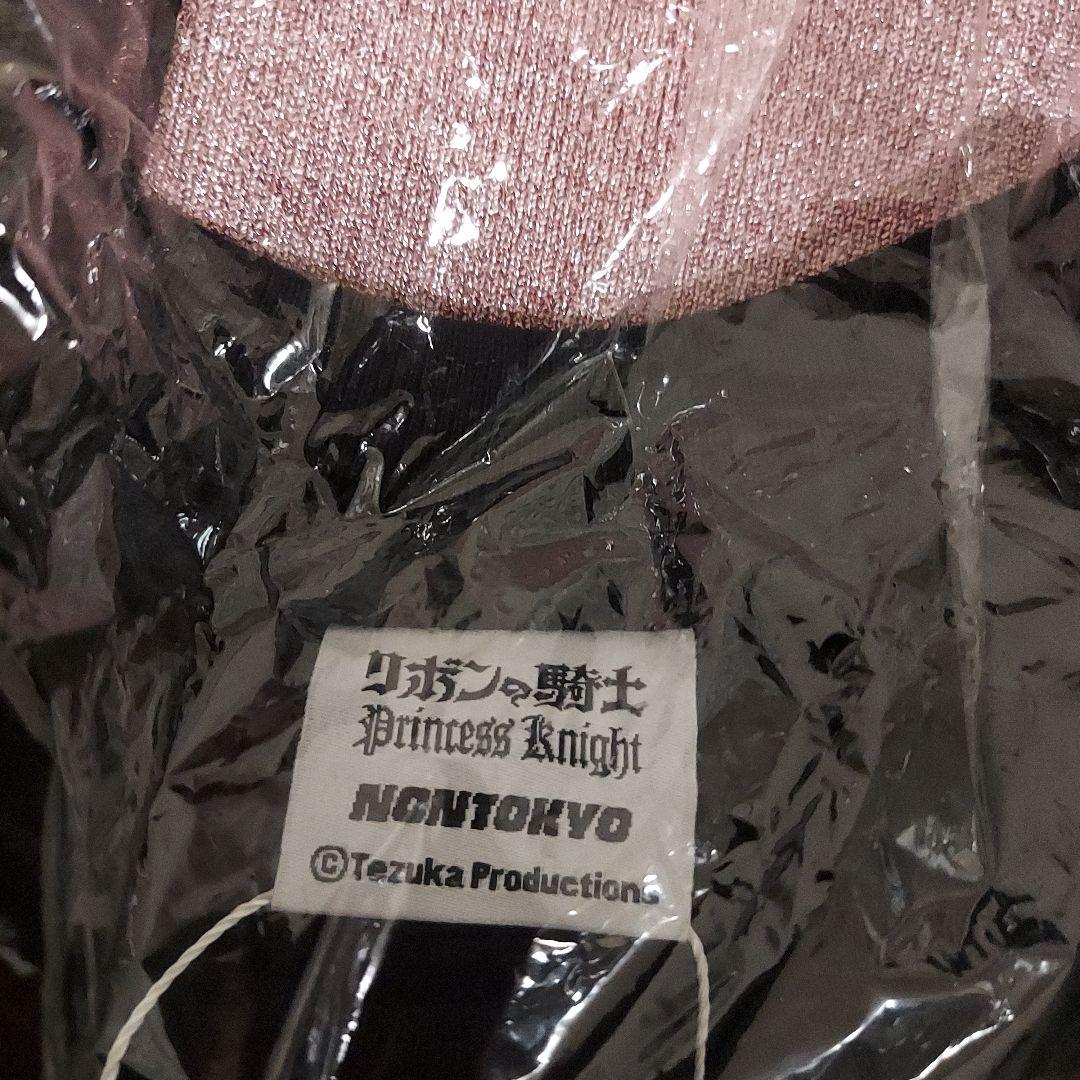 リボンの騎士
Princess Knight
NONTOKYO
©Tezuka Productions